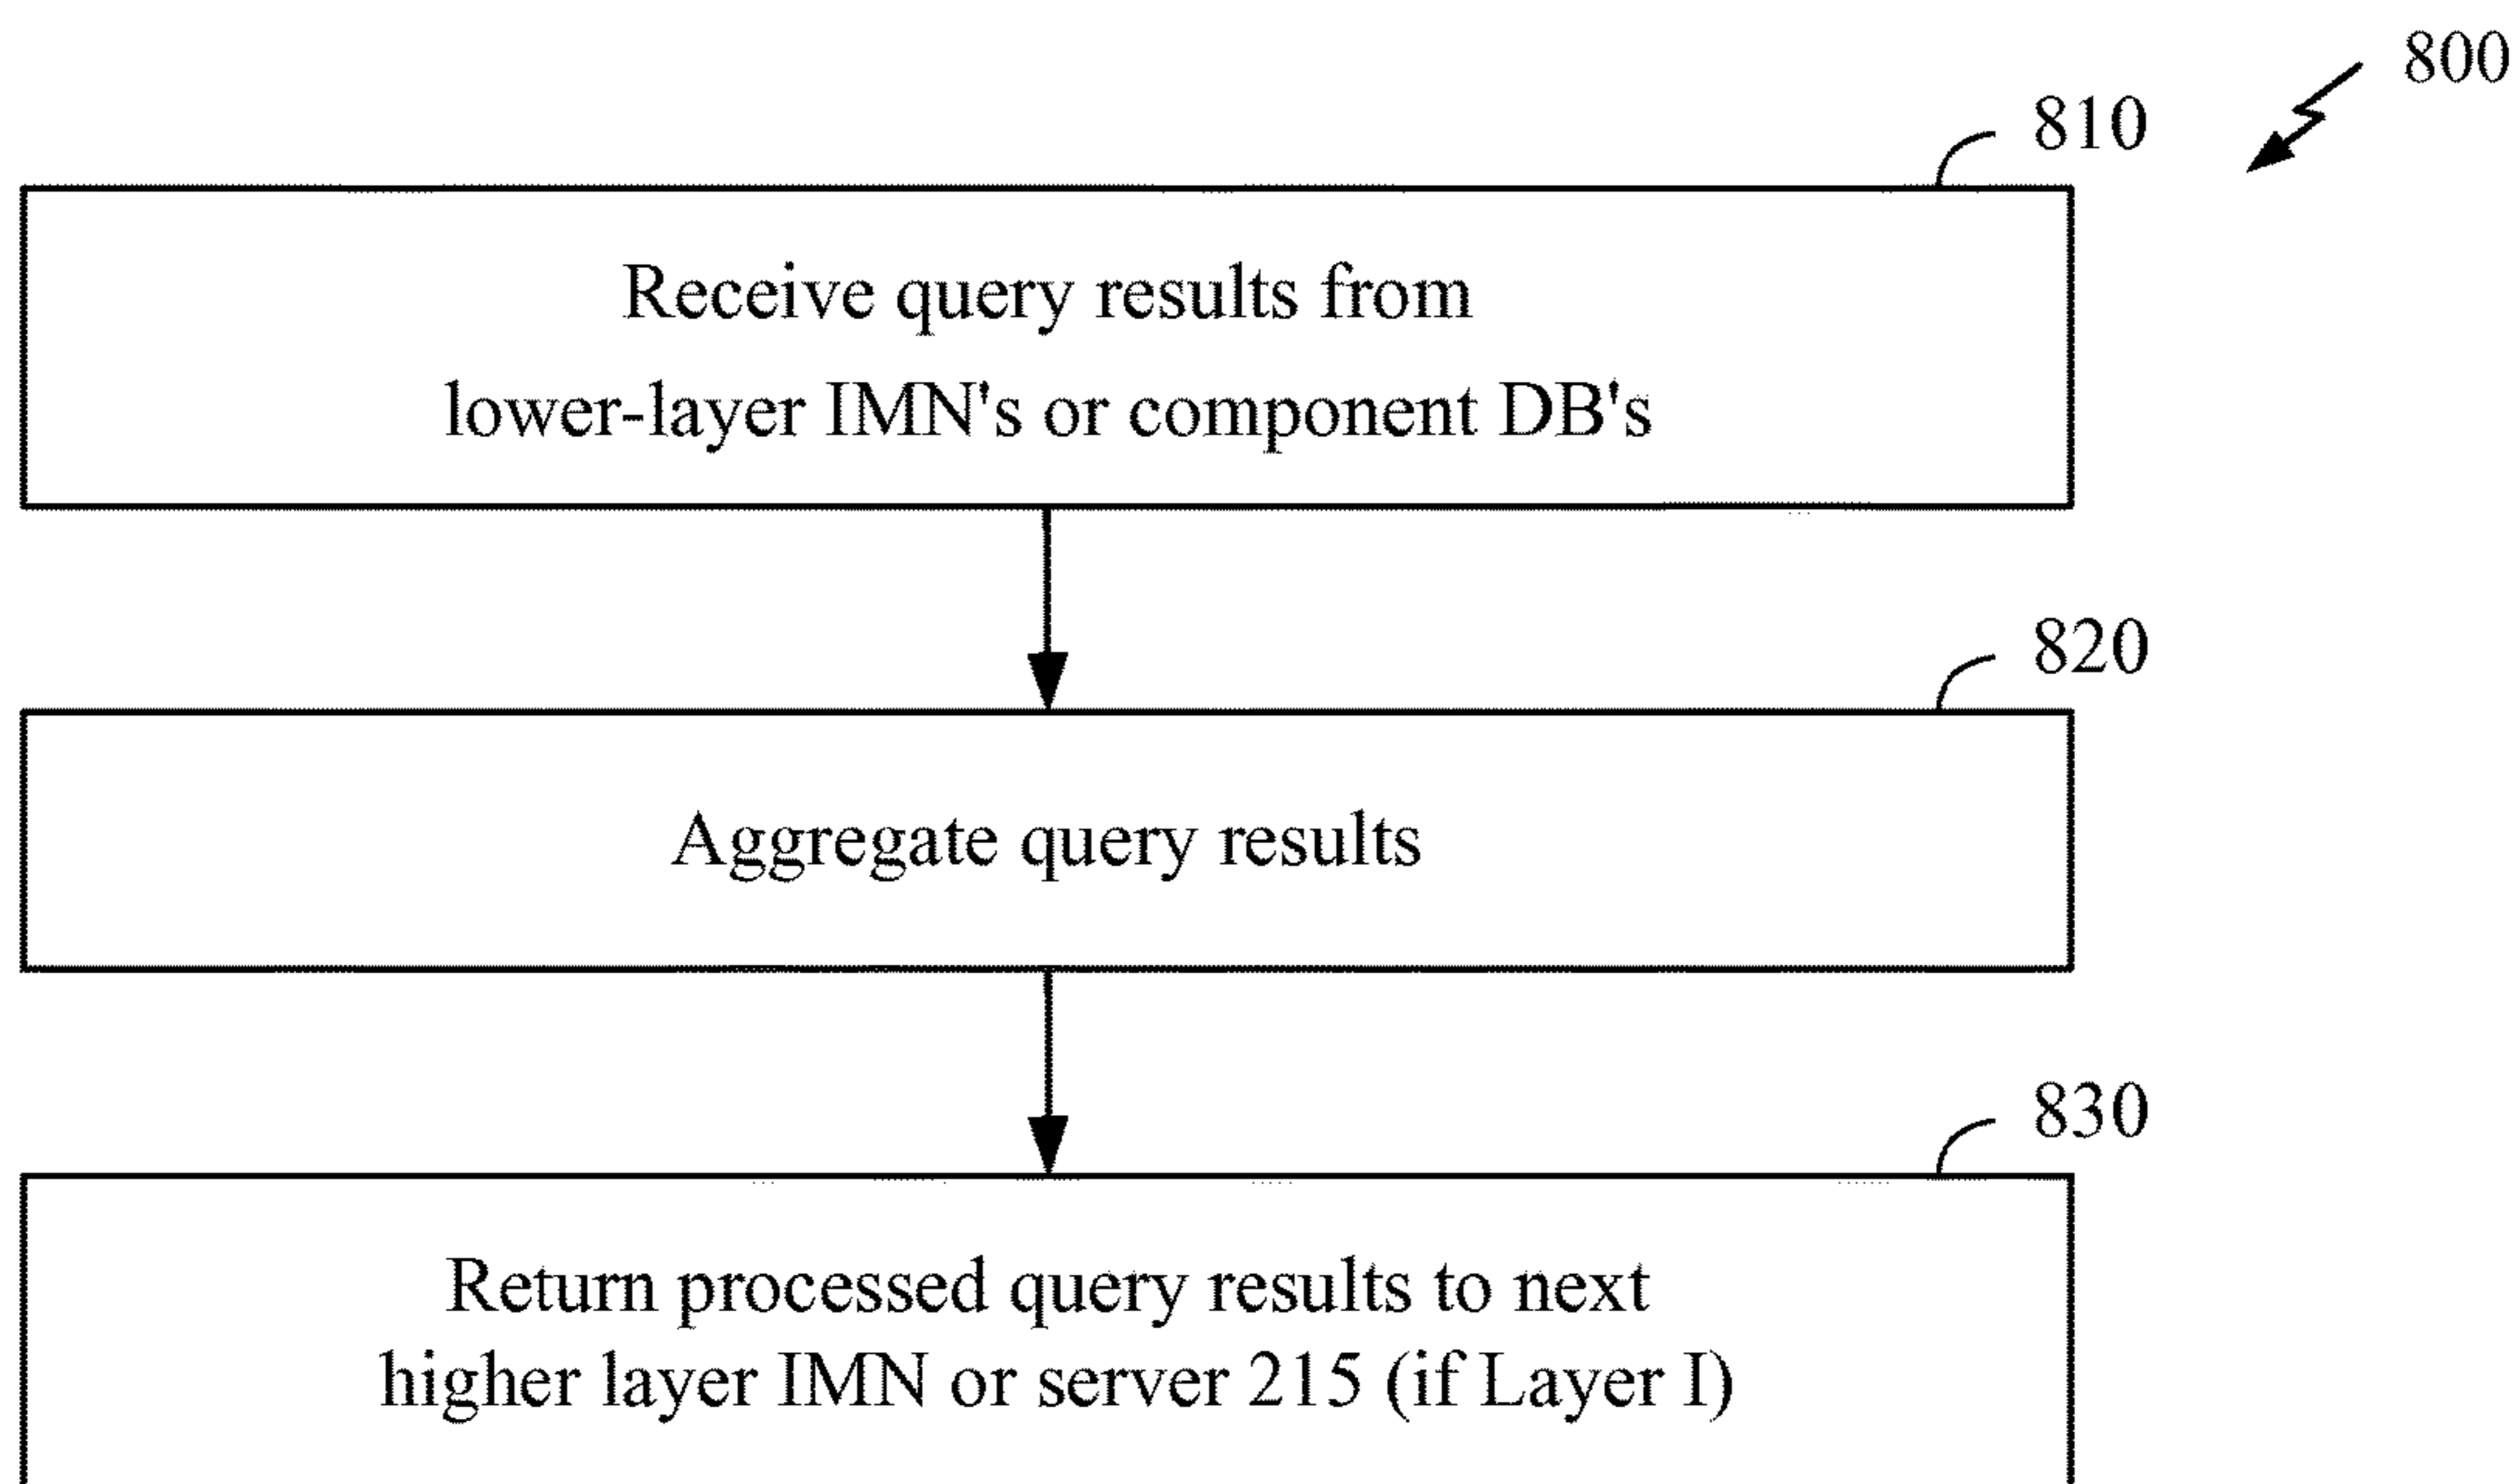 800
810
Receive query results from
lower-layer IMN's or component DB's
820
Aggregate query results
830
Return processed query results to next
higher layer IMN or server 215 (if Layer I)